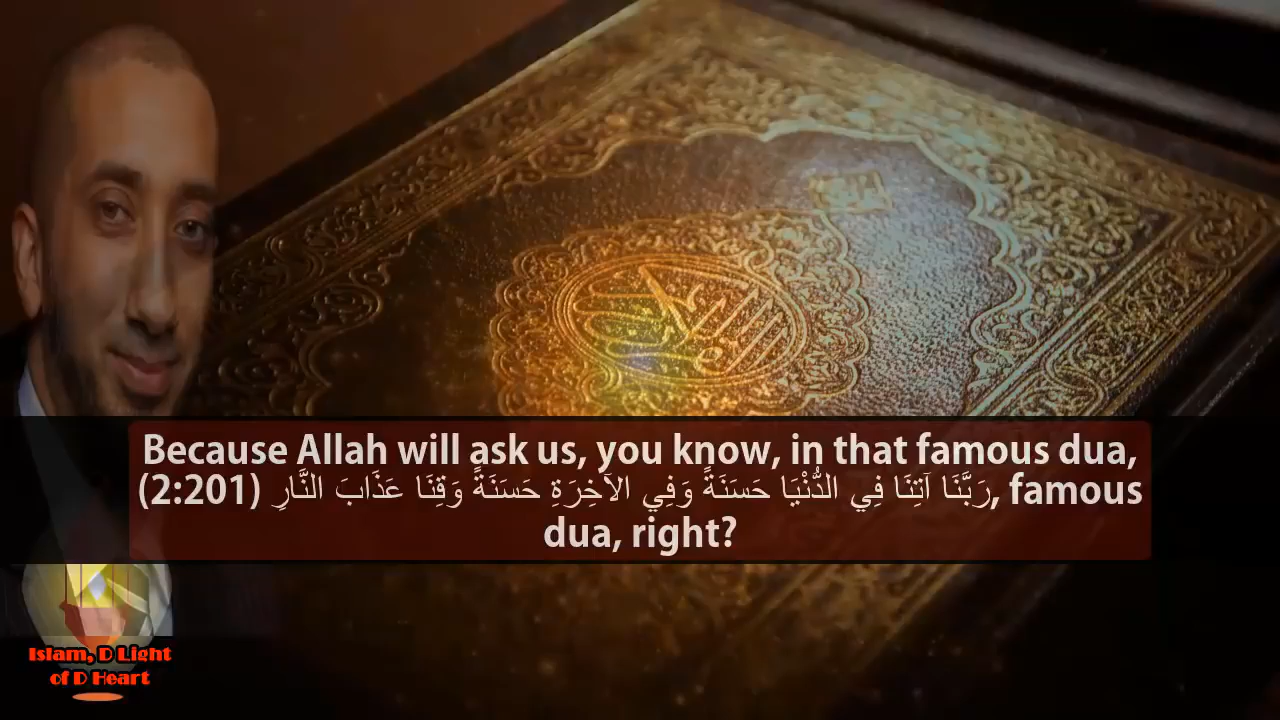 Because Allah will ask us, you know, in that famous dua,
(2:201) رَبَّنَا آتِنَا فِي الدُّنْيَا حَسَنَةً وَفِي الآخِرَةِ حَسَنَةً وَقِنَا عَذَابَ النَّارِ, famous
dua, right?
Islam, D Light
of D Heart